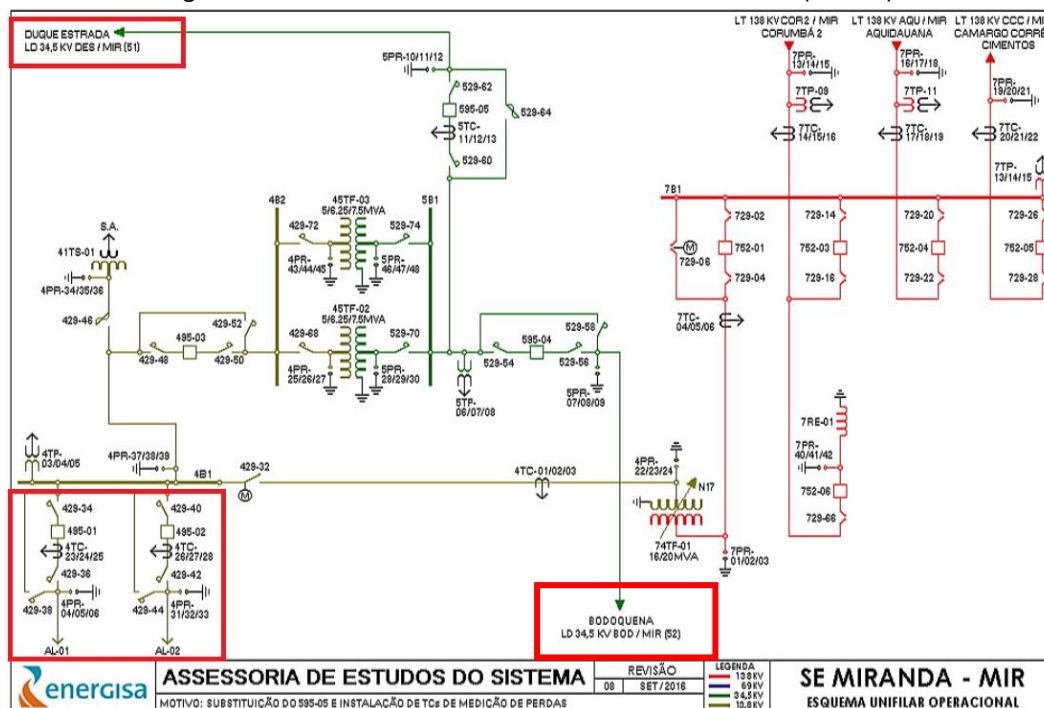 DUQUE ESTRADA
LD 34,5 KV DES / MIR (51)
5PR-10/11/12
529-62
595-05
529-64
5TC-
11/12/13
529-60
LT 138 KV COR 2 / MIR
CORUMBÁ 2
LT 138 KV AQU / MIR
AQUIDAUANA
LT 138 KV CCC / MI
CAMARGO CORRÊ
CIMENTOS
7PR-
13/14/15
7PR-
16/17/18
7PR-
19/20/21
7TP-09
7TP-11
7TC-
14/15/16
7TC-
17/18/19
7TC-
20/21/22
7TP-
13/14/15
7B1
729-02
752-01
729-04
729-06
M
729-14
752-03
729-16
729-20
752-04
729-22
729-26
752-05
729-28
7TC-
04/05/06
4B2
45TF-03
5/6.25/7.5MVA
5B1
429-72
529-74
4PR-
43/44/45
5PR-
46/47/48
S.A.
41TS-01
4PR-34/35/36
429-46
429-52
495-03
429-48
429-50
45TF-02
5/6.25/7.5MVA
429-68
529-70
4PR-
25/26/27
5PR-
28/29/30
529-58
595-04
529-54
529-56
5TP-
06/07/08
5PR-
07/08/09
7RE-01
7PR-
40/41/42
752-06
729-66
4TP-
03/04/05
4PR-37/38/39
4B1
429-32
M
4TC-01/02/03
4PR-
22/23/24
N17
74TF-01
16/20MVA
7PR-
01/02/03
429-34
495-01
4TC-
23/24/25
429-36
429-38
4PR-
04/05/06
AL-01
429-40
495-02
4TC-
26/27/28
429-42
429-44
4PR-
31/32/33
AL-02
BODOQUENA
LD 34,5 KV BOD / MIR (52)
energisa
ASSESSORIA DE ESTUDOS DO SISTEMA
REVISÃO
08 SET/2016
MOTIVO: SUBSTITUIÇÃO DO 595-05 E INSTALAÇÃO DE TCs DE MEDIÇÃO DE PERDAS
LEGENDA
138KV
69KV
34,5KV
13,8KV
SE MIRANDA - MIR
ESQUEMA UNIFILAR OPERACIONAL